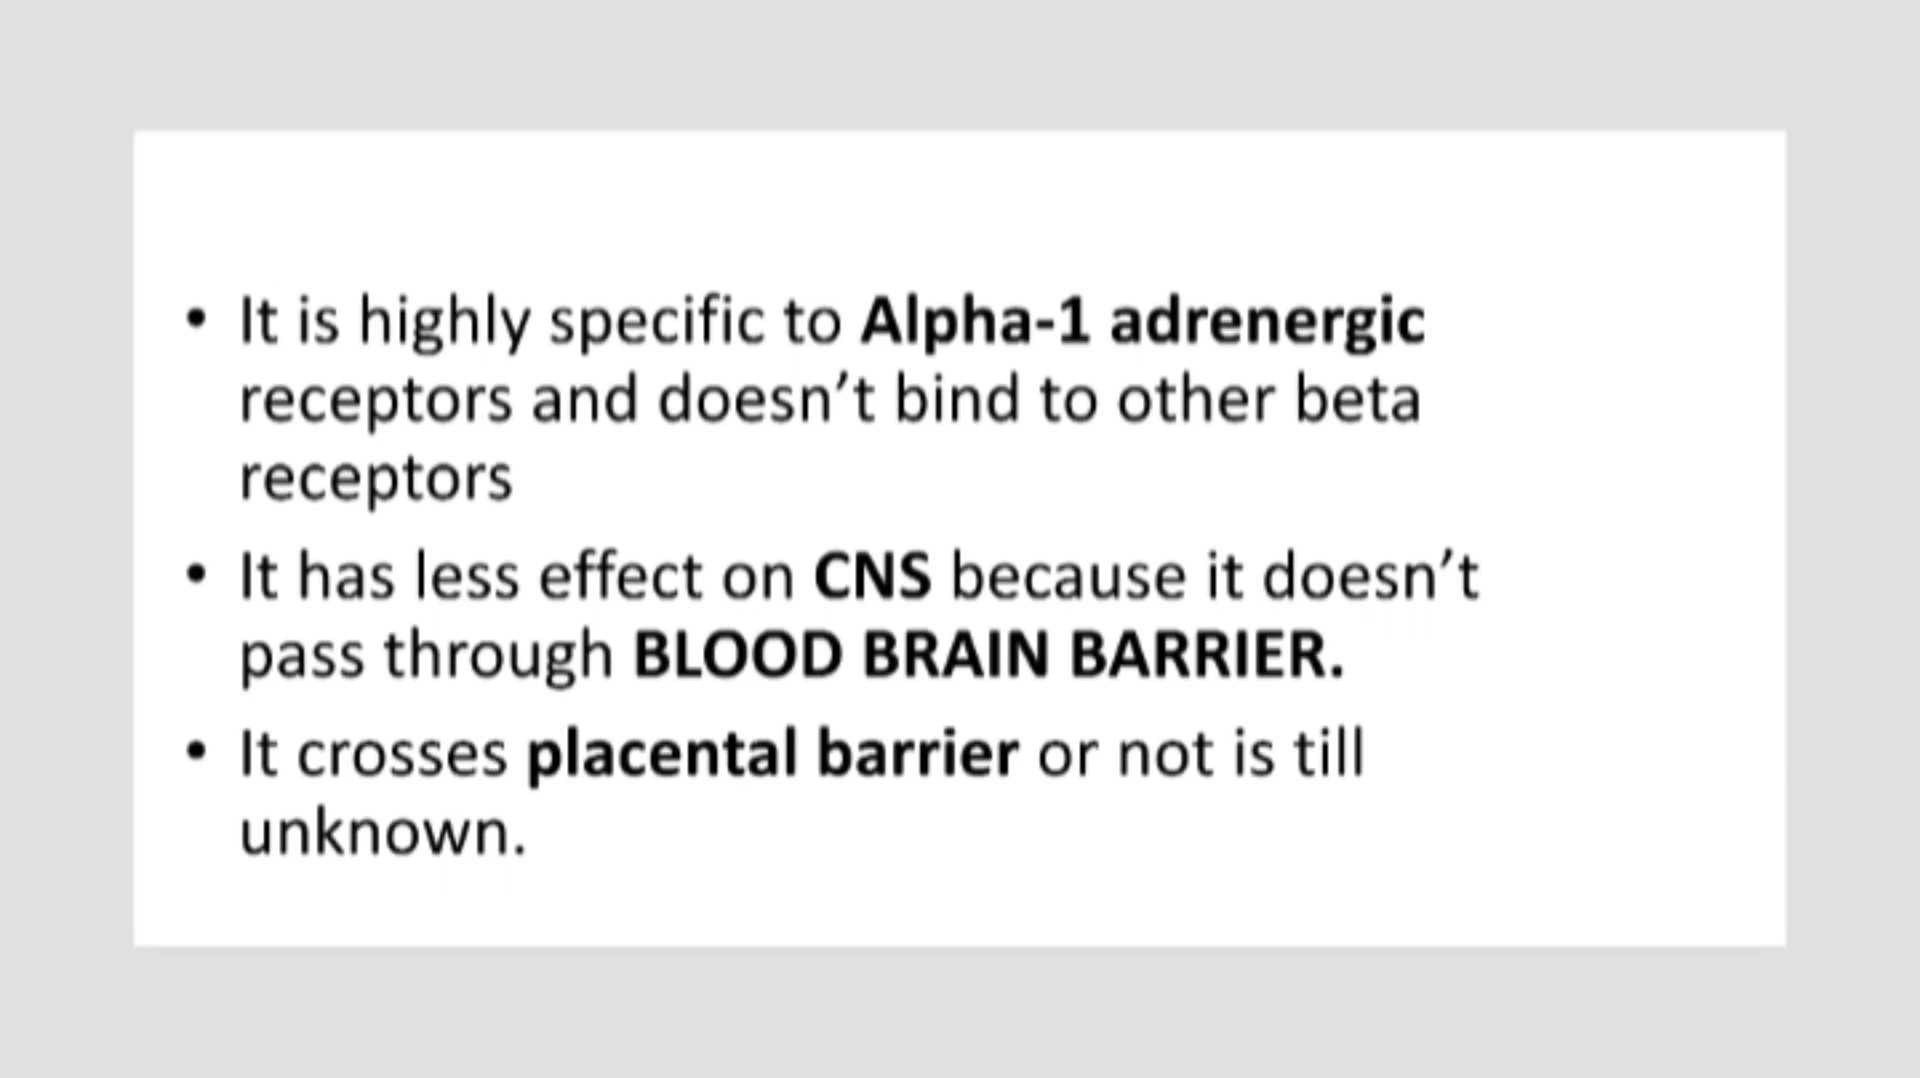 • It is highly specific to Alpha-1 adrenergic
receptors and doesn’t bind to other beta
receptors
• It has less effect on CNS because it doesn’t
pass through BLOOD BRAIN BARRIER.
• It crosses placental barrier or not is till
unknown.